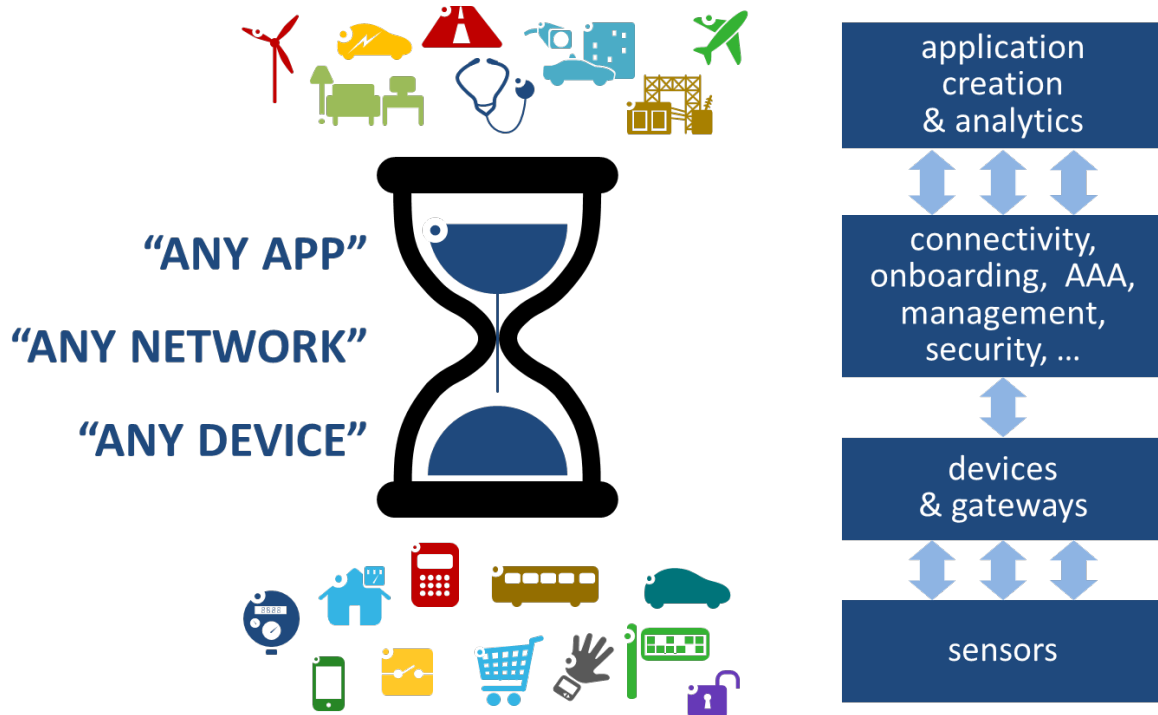 “ANY APP”
“ANY NETWORK”
“ANY DEVICE”
application
creation
& analytics
connectivity,
onboarding, AAA,
management,
security, ...
devices
& gateways
sensors